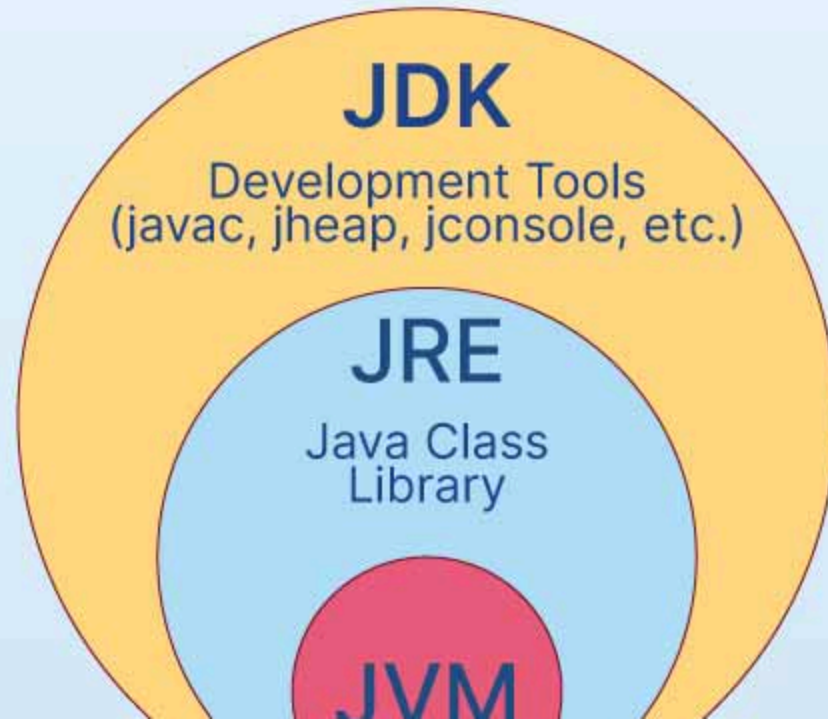 JDK
Development Tools
(javac, jheap, jconsole, etc.)
JRE
Java Class
Library
JVM